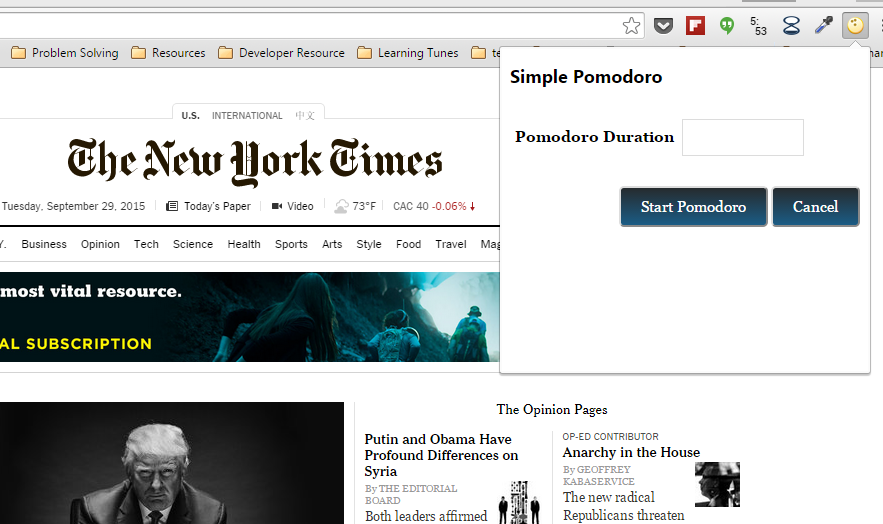 5:
53
Problem Solving
Resources
Developer Resource
Learning Tunes
Simple Pomodoro
Pomodoro Duration
Start Pomodoro
Cancel
U.S.
INTERNATIONAL
中文
The New York Times
Tuesday, September 29, 2015
Today's Paper
Video
73°F
CAC 40 -0.06%
Y.
Business
Opinion
Tech
Science
Health
Sports
Arts
Style
Food
Travel
Mag
most vital resource.
AL SUBSCRIPTION
The Opinion Pages
Putin and Obama Have
Profound Differences on
Syria
By THE EDITORIAL
BOARD
Both leaders affirmed
OP-ED CONTRIBUTOR
Anarchy in the House
By GEOFFREY
KABASERVICE
The new radical
Republicans threaten